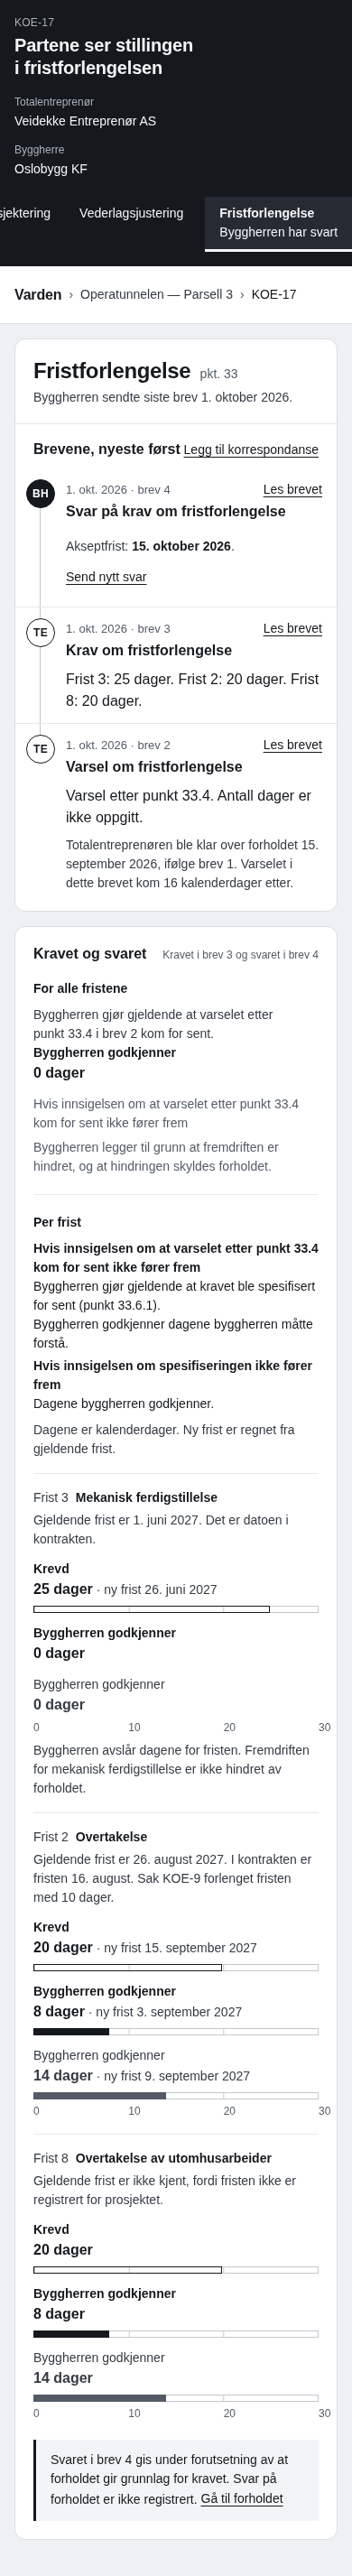 KOE-17
Partene ser stillingen
i fristforlengelsen
Totalentreprenør
Veidekke Entreprenør AS
Byggherre
Oslobygg KF
sjektering Vederlagsjustering Fristforlengelse
Byggherren har svart
Varden › Operatunnelen — Parsell 3 › KOE-17
Fristforlengelse pkt. 33
Byggherren sendte siste brev 1. oktober 2026.
Brevene, nyeste først Legg til korrespondanse
BH 1. okt. 2026 · brev 4 Les brevet
Svar på krav om fristforlengelse
Akseptfrist: 15. oktober 2026.
Send nytt svar
TE 1. okt. 2026 · brev 3 Les brevet
Krav om fristforlengelse
Frist 3: 25 dager. Frist 2: 20 dager. Frist
8: 20 dager.
TE 1. okt. 2026 · brev 2 Les brevet
Varsel om fristforlengelse
Varsel etter punkt 33.4. Antall dager er
ikke oppgitt.
Totalentreprenøren ble klar over forholdet 15.
september 2026, ifølge brev 1. Varselet i
dette brevet kom 16 kalenderdager etter.
Kravet og svaret Kravet i brev 3 og svaret i brev 4
For alle fristene
Byggherren gjør gjeldende at varselet etter
punkt 33.4 i brev 2 kom for sent.
Byggherren godkjenner
0 dager
Hvis innsigelsen om at varselet etter punkt 33.4
kom for sent ikke fører frem
Byggherren legger til grunn at fremdriften er
hindret, og at hindringen skyldes forholdet.
Per frist
Hvis innsigelsen om at varselet etter punkt 33.4
kom for sent ikke fører frem
Byggherren gjør gjeldende at kravet ble spesifisert
for sent (punkt 33.6.1).
Byggherren godkjenner dagene byggherren måtte
forstå.
Hvis innsigelsen om spesifiseringen ikke fører
frem
Dagene byggherren godkjenner.
Dagene er kalenderdager. Ny frist er regnet fra
gjeldende frist.
Frist 3 Mekanisk ferdigstillelse
Gjeldende frist er 1. juni 2027. Det er datoen i
kontrakten.
Krevd
25 dager · ny frist 26. juni 2027
Byggherren godkjenner
0 dager
Byggherren godkjenner
0 dager
0 10 20 30
Byggherren avslår dagene for fristen. Fremdriften
for mekanisk ferdigstillelse er ikke hindret av
forholdet.
Frist 2 Overtakelse
Gjeldende frist er 26. august 2027. I kontrakten er
fristen 16. august. Sak KOE-9 forlenget fristen
med 10 dager.
Krevd
20 dager · ny frist 15. september 2027
Byggherren godkjenner
8 dager · ny frist 3. september 2027
Byggherren godkjenner
14 dager · ny frist 9. september 2027
0 10 20 30
Frist 8 Overtakelse av utomhusarbeider
Gjeldende frist er ikke kjent, fordi fristen ikke er
registrert for prosjektet.
Krevd
20 dager
Byggherren godkjenner
8 dager
Byggherren godkjenner
14 dager
0 10 20 30
Svaret i brev 4 gis under forutsetning av at
forholdet gir grunnlag for kravet. Svar på
forholdet er ikke registrert. Gå til forholdet